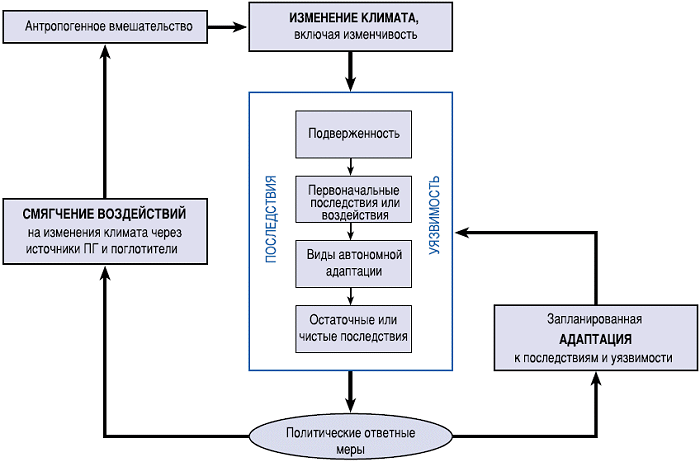 Антропогенное вмешательство
ИЗМЕНЕНИЕ КЛИМАТА,
включая изменчивость
ПОСЛЕДСТВИЯ
Подверженность
Первоначальные
последствия или
воздействия
Виды автономной
адаптации
Остаточные или
чистые последствия
УЯЗВИМОСТЬ
СМЯГЧЕНИЕ ВОЗДЕЙСТВИЙ
на изменения климата через
источники ПГ и поглотители
Запланированная
АДАПТАЦИЯ
к последствиям и уязвимости
Политические ответные
меры